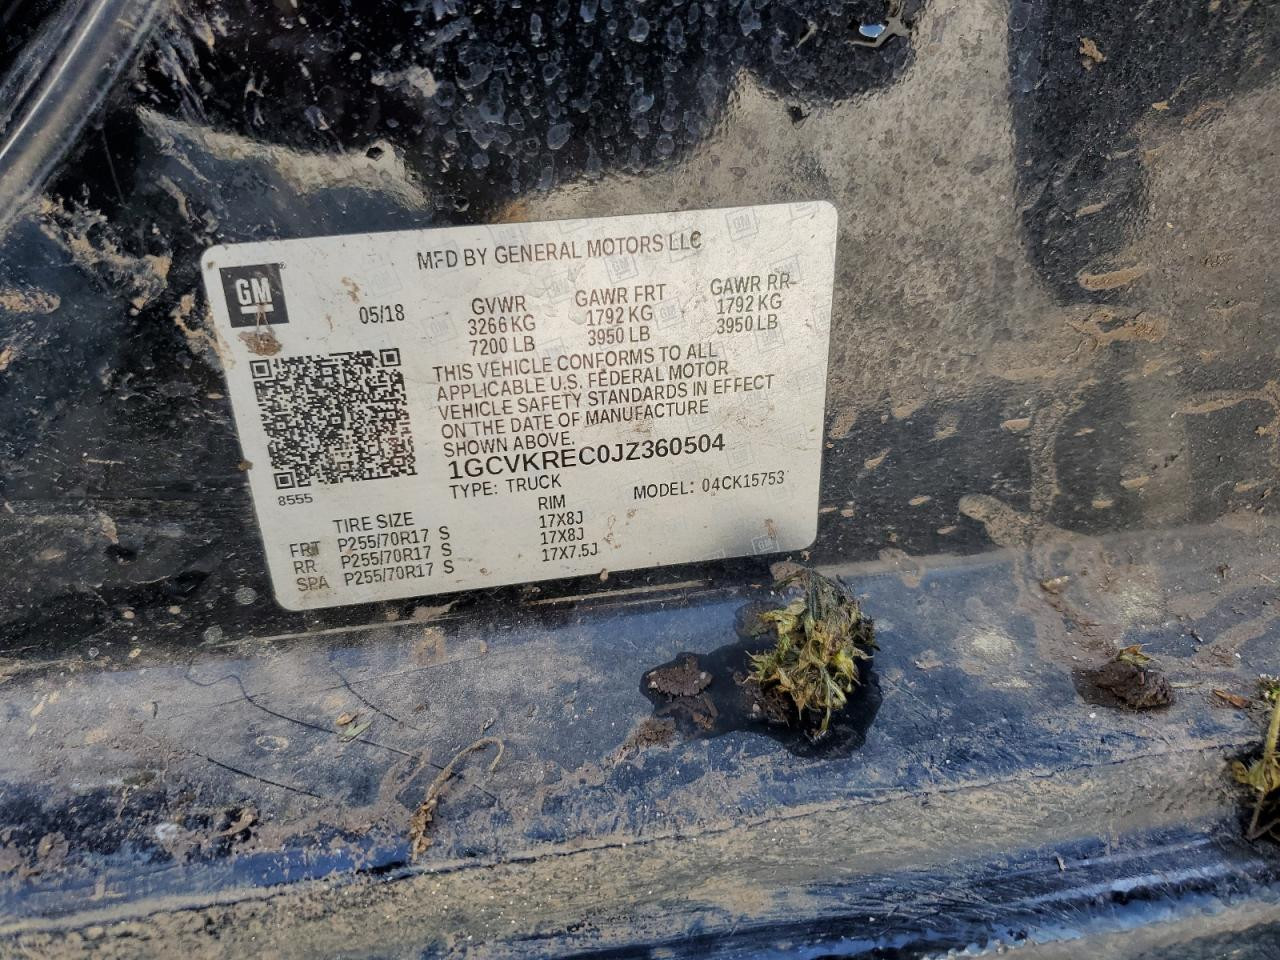 MFD BY GENERAL MOTORS LLC
GM
05/18
GVWR GAWR FRT GAWR RR
3266 KG 1792 KG 1792 KG
7200 LB 3950 LB 3950 LB
THIS VEHICLE CONFORMS TO ALL
APPLICABLE U.S. FEDERAL MOTOR
VEHICLE SAFETY STANDARDS IN EFFECT
ON THE DATE OF MANUFACTURE
SHOWN ABOVE.
1GCVKREC0JZ360504
8555
TYPE: TRUCK MODEL: 04CK15753
TIRE SIZE RIM
FRT P255/70R17 S 17X8J
RR P255/70R17 S 17X8J
SPA P255/70R17 S 17X7.5J